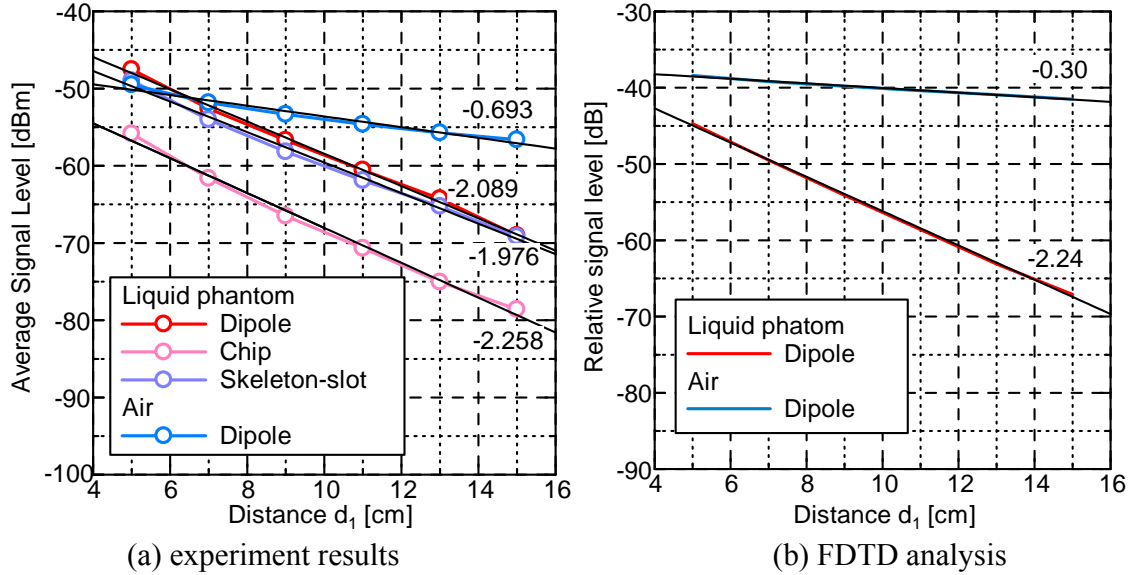 -40
-50
-60
-70
-80
-90
-100
Average Signal Level [dBm]
-0.693
-2.089
-1.976
-2.258
Liquid phantom
Dipole
Chip
Skeleton-slot
Air
Dipole
4 6 8 10 12 14 16
Distance d1 [cm]
(a) experiment results
-30
-40
-50
-60
-70
-80
-90
Relative signal level [dB]
-0.30
-2.24
Liquid phatom
Dipole
Air
Dipole
4 6 8 10 12 14 16
Distance d1 [cm]
(b) FDTD analysis